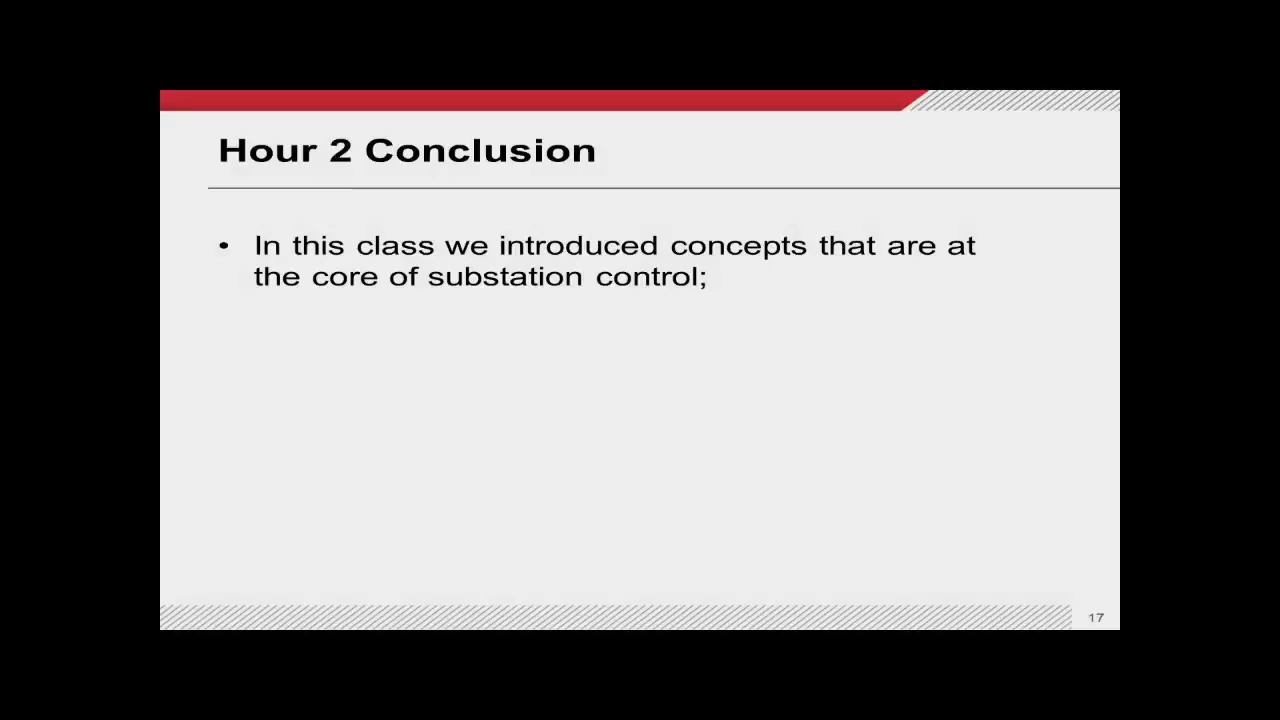 Hour 2 Conclusion
• In this class we introduced concepts that are at
the core of substation control;
17